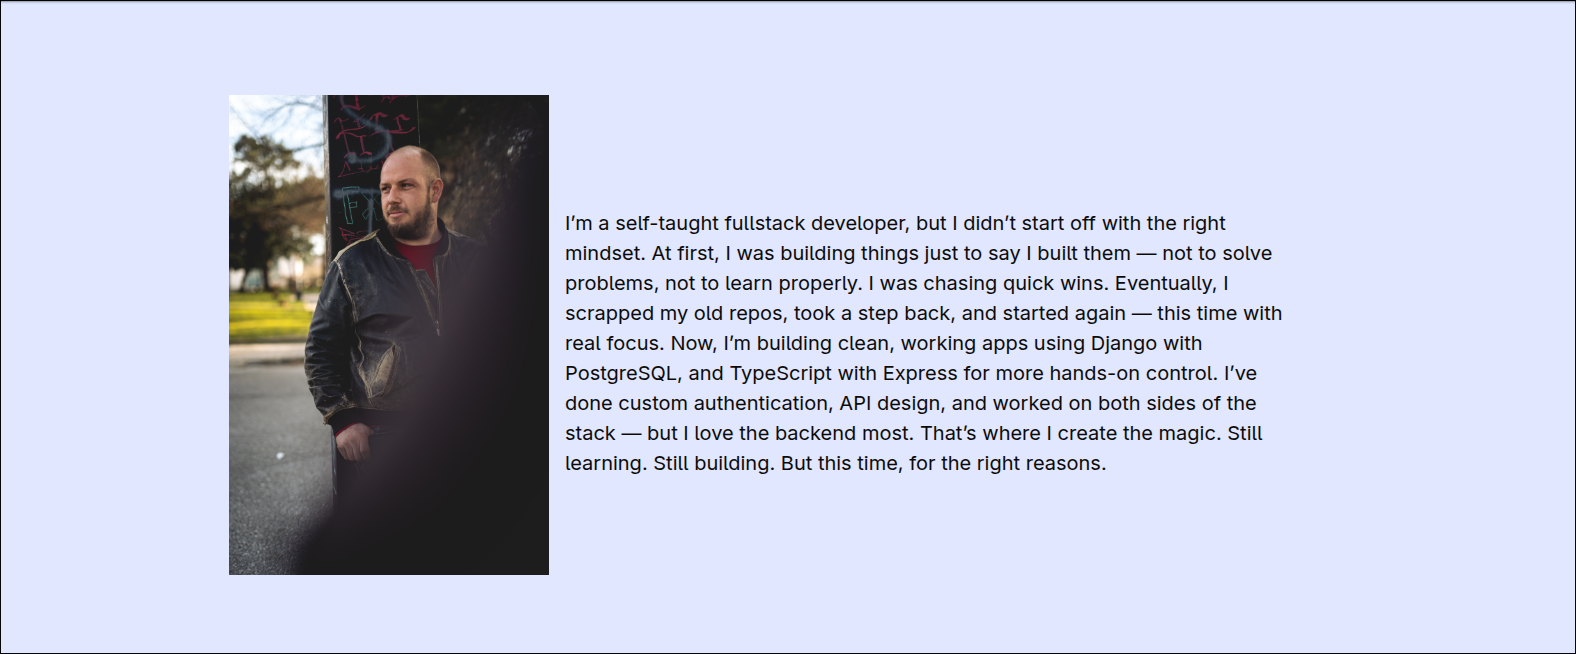 I’m a self-taught fullstack developer, but I didn’t start off with the right
mindset. At first, I was building things just to say I built them — not to solve
problems, not to learn properly. I was chasing quick wins. Eventually, I
scrapped my old repos, took a step back, and started again — this time with
real focus. Now, I’m building clean, working apps using Django with
PostgreSQL, and TypeScript with Express for more hands-on control. I’ve
done custom authentication, API design, and worked on both sides of the
stack — but I love the backend most. That’s where I create the magic. Still
learning. Still building. But this time, for the right reasons.